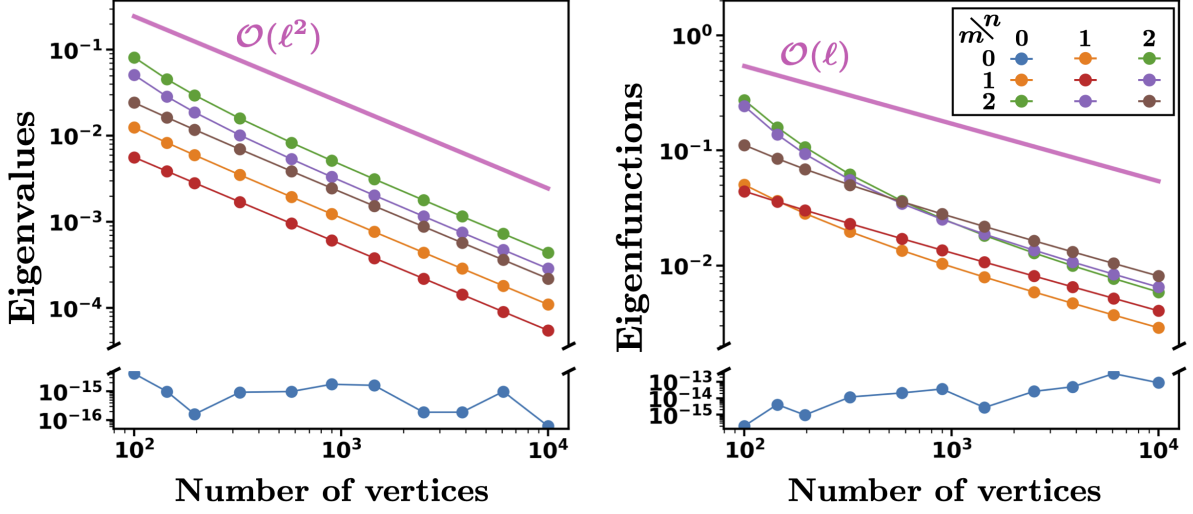 Eigenvalues
10⁻¹
10⁻²
10⁻³
10⁻⁴
10⁻¹⁵
10⁻¹⁶
𝒪(ℓ²)
10² 10³ 10⁴
Number of vertices
Eigenfunctions
10⁰
10⁻¹
10⁻²
10⁻¹³
10⁻¹⁴
10⁻¹⁵
𝒪(ℓ)
m\n 0 1 2
0
1
2
10² 10³ 10⁴
Number of vertices